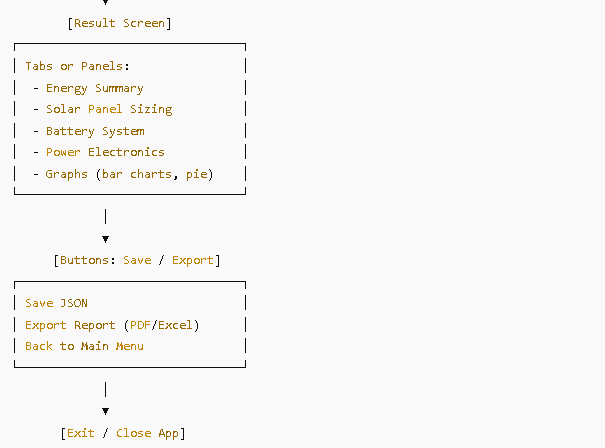 [Result Screen]
Tabs or Panels:
- Energy Summary
- Solar Panel Sizing
- Battery System
- Power Electronics
- Graphs (bar charts, pie)
[Buttons: Save / Export]
Save JSON
Export Report (PDF/Excel)
Back to Main Menu
[Exit / Close App]